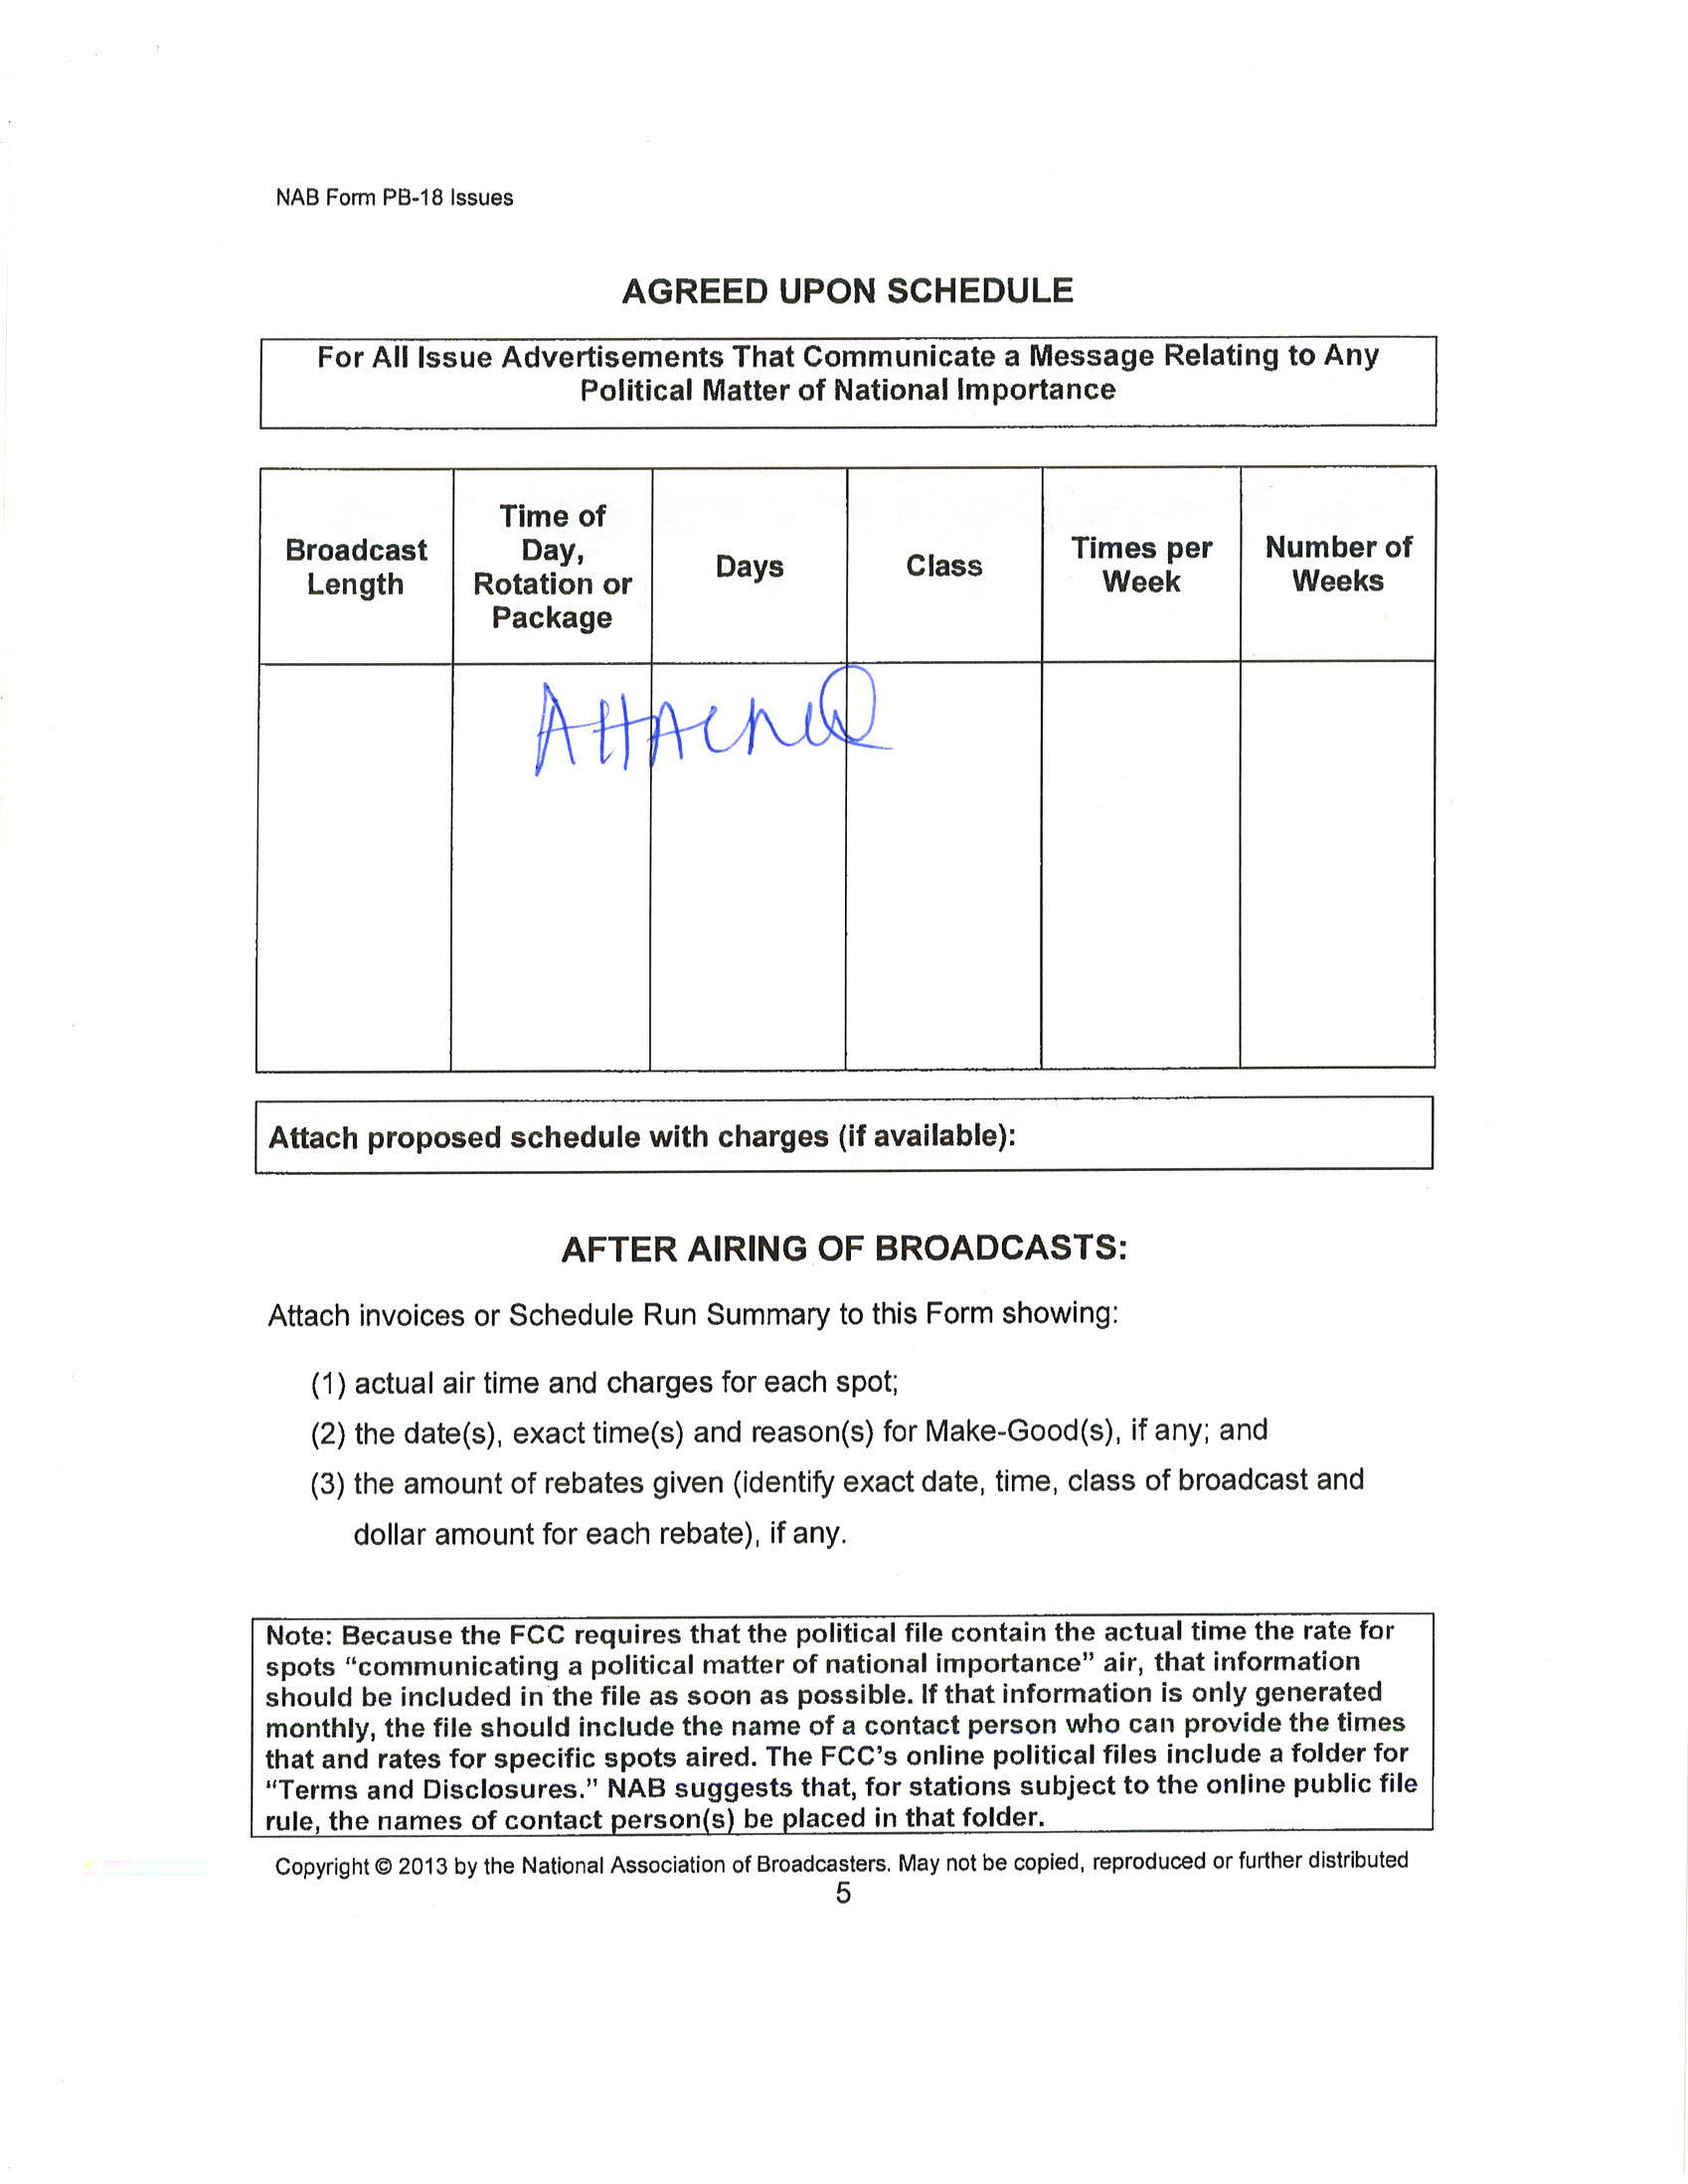 NAB Form PB-18 Issues
AGREED UPON SCHEDULE
For All Issue Advertisements That Communicate a Message Relating to Any
Political Matter of National Importance
Broadcast
Length
Time of
Day,
Rotation or
Package
Days
Class
Times per
Week
Number of
Weeks
Attached
Attach proposed schedule with charges (if available):
AFTER AIRING OF BROADCASTS:
Attach invoices or Schedule Run Summary to this Form showing:
(1) actual air time and charges for each spot;
(2) the date(s), exact time(s) and reason(s) for Make-Good(s), if any; and
(3) the amount of rebates given (identify exact date, time, class of broadcast and
dollar amount for each rebate), if any.
Note: Because the FCC requires that the political file contain the actual time the rate for
spots “communicating a political matter of national importance” air, that information
should be included in the file as soon as possible. If that information is only generated
monthly, the file should include the name of a contact person who can provide the times
that and rates for specific spots aired. The FCC’s online political files include a folder for
“Terms and Disclosures.” NAB suggests that, for stations subject to the online public file
rule, the names of contact person(s) be placed in that folder.
Copyright © 2013 by the National Association of Broadcasters. May not be copied, reproduced or further distributed
5